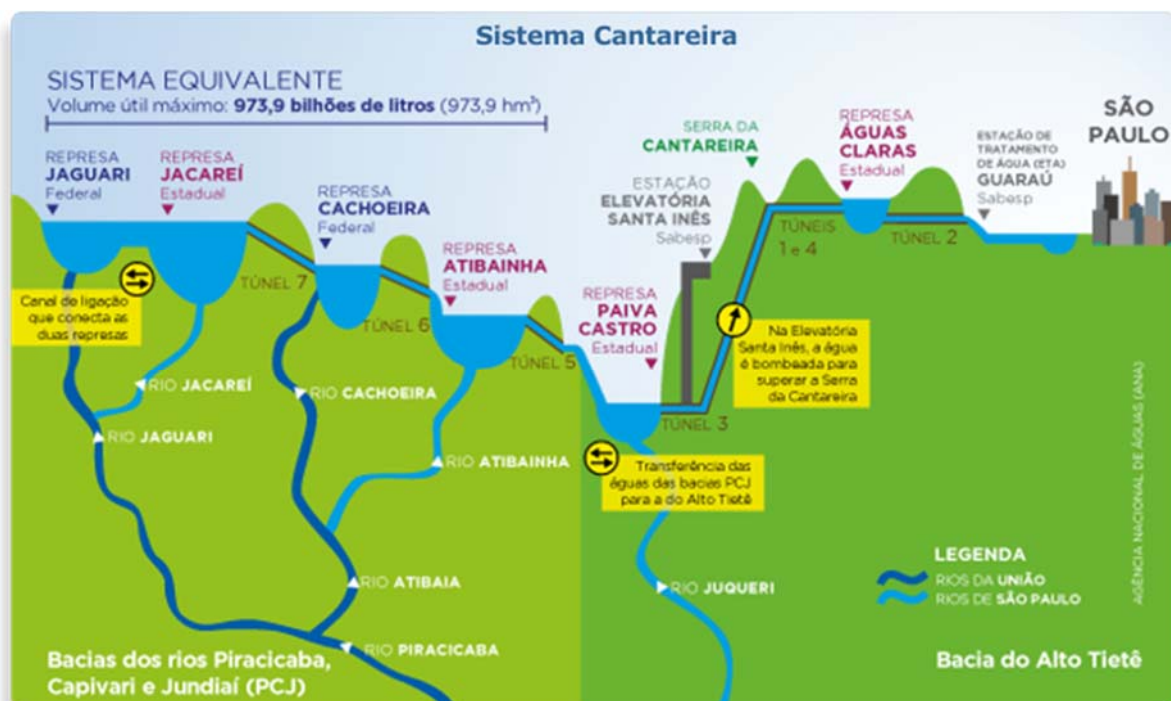 Sistema Cantareira
SISTEMA EQUIVALENTE
Volume útil máximo: 973,9 bilhões de litros (973,9 hm³)
REPRESA
JAGUARI
Federal
REPRESA
JACAREÍ
Estadual
REPRESA
CACHOEIRA
Federal
REPRESA
ATIBAINHA
Estadual
REPRESA
PAIVA
CASTRO
Estadual
ESTAÇÃO
ELEVATÓRIA
SANTA INÊS
Sabesp
SERRA DA
CANTAREIRA
REPRESA
ÁGUAS
CLARAS
Estadual
ESTAÇÃO DE
TRATAMENTO
DE ÁGUA (ETA)
GUARAÚ
Sabesp
SÃO
PAULO
TÚNEL 7
TÚNEL 6
TÚNEL 5
TÚNEL 3
TÚNEIS
1 e 4
TÚNEL 2
Canal de ligação
que conecta as
duas represas
Na Elevatória
Santa Inês, a água
é bombeada para
superar a Serra
da Cantareira
Transferência das
águas das bacias PCJ
para a do Alto Tietê
RIO JACAREÍ
RIO JAGUARI
RIO CACHOEIRA
RIO ATIBAINHA
RIO ATIBAIA
RIO PIRACICABA
RIO JUQUERI
LEGENDA
RIOS DA UNIÃO
RIOS DE SÃO PAULO
Bacias dos rios Piracicaba,
Capivari e Jundiaí (PCJ)
Bacia do Alto Tietê
AGÊNCIA NACIONAL DE ÁGUAS (ANA)